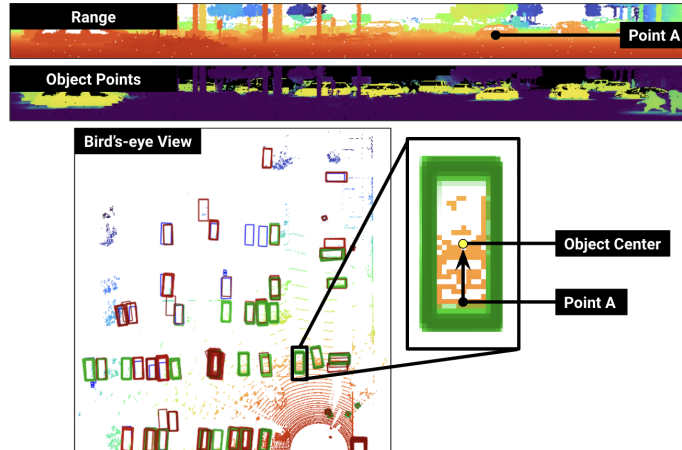 Range
Point A
Object Points
Bird's-eye View
Object Center
Point A